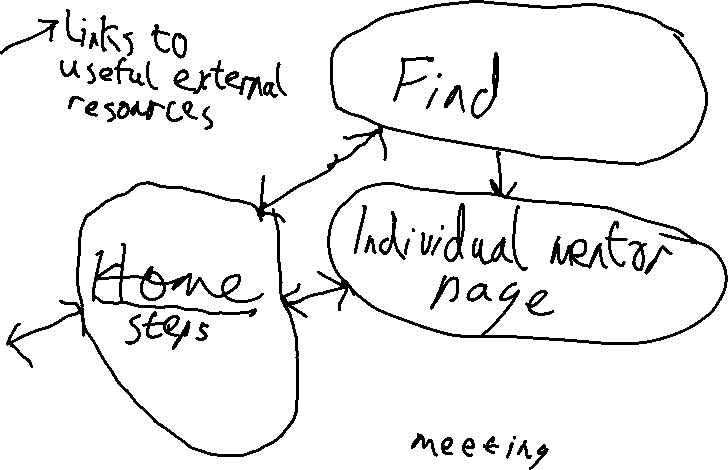 Links to
useful external
resources
Find
Individual mentor
page
Home
steps
meeting